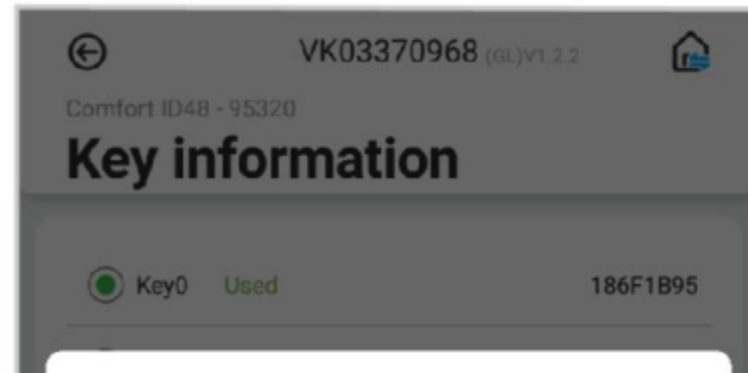 VK03370968 (GL)V1.2.2
Comfort ID48 - 95320
Key information
Key0 Used 186F1B95